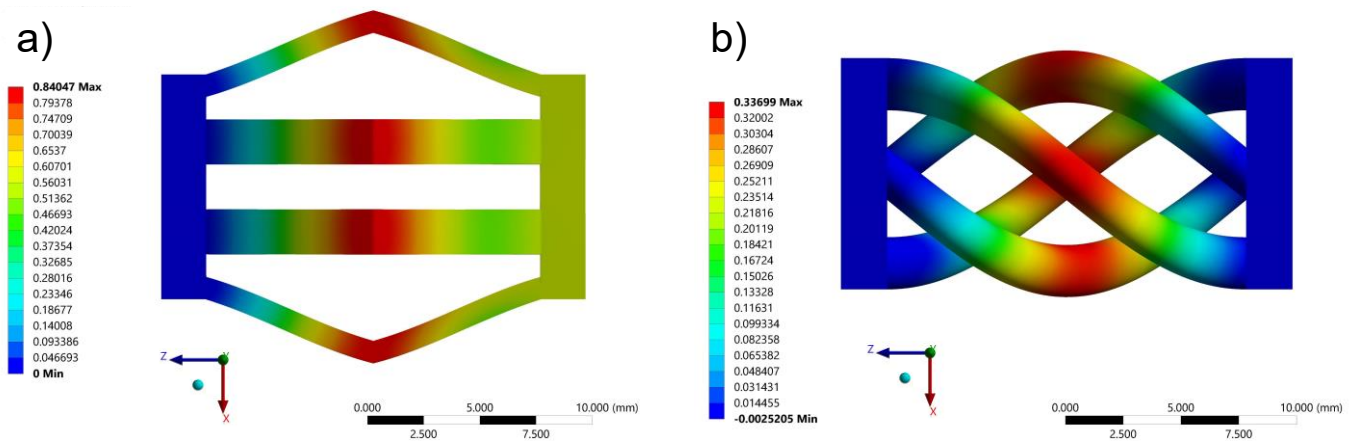 a)
0.84047 Max
0.79378
0.74709
0.70039
0.6537
0.60701
0.56031
0.51362
0.46693
0.42024
0.37354
0.32685
0.28016
0.23346
0.18677
0.14008
0.093386
0.046693
0 Min
Z
Y
X
0.000 5.000 10.000 (mm)
2.500 7.500
b)
0.33699 Max
0.32002
0.30304
0.28607
0.26909
0.25211
0.23514
0.21816
0.20119
0.18421
0.16724
0.15026
0.13328
0.11631
0.099334
0.082358
0.065382
0.048407
0.031431
0.014455
-0.0025205 Min
Z
Y
X
0.000 5.000 10.000 (mm)
2.500 7.500